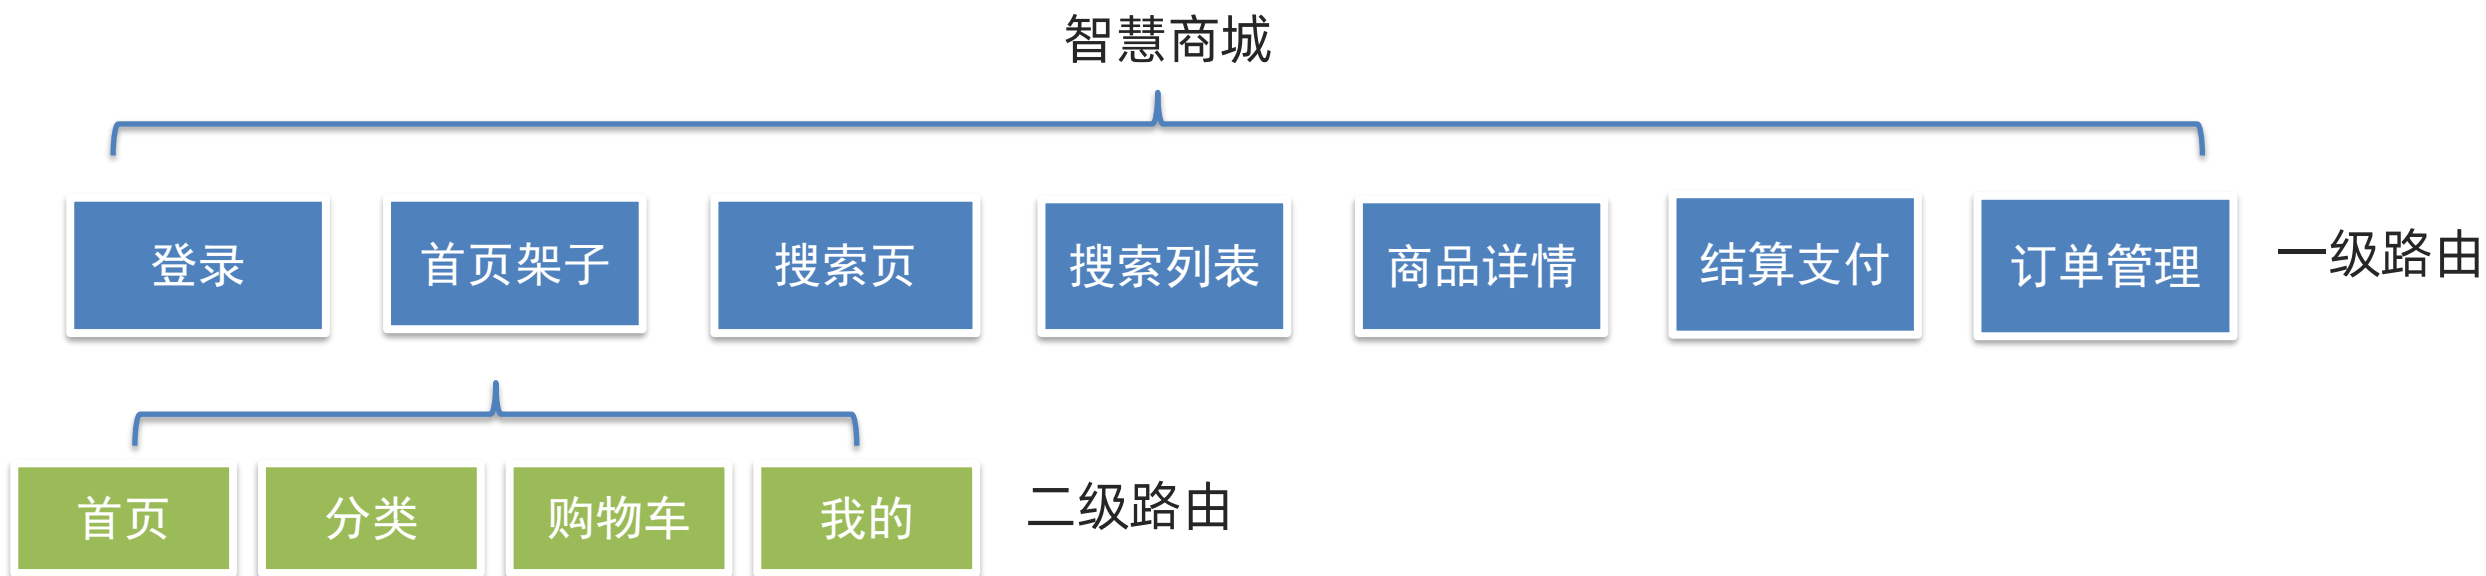 智慧商城
登录 首页架子 搜索页 搜索列表 商品详情 结算支付 订单管理 一级路由
首页 分类 购物车 我的 二级路由